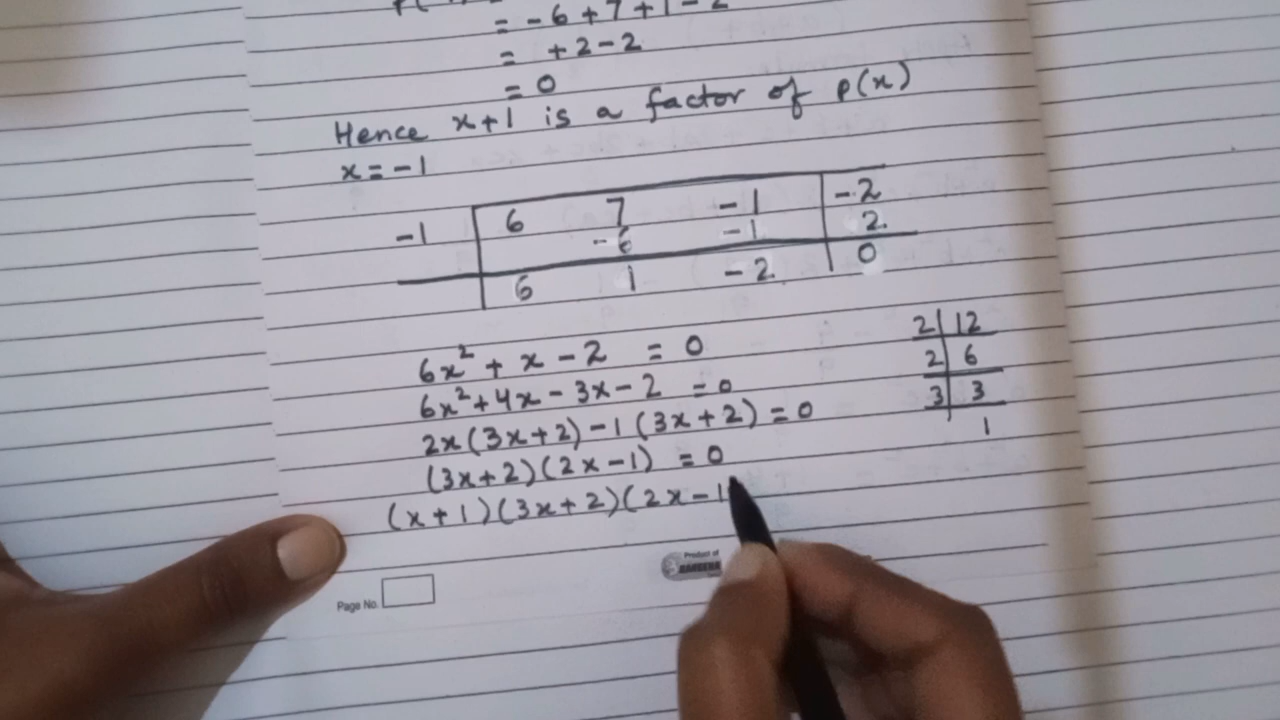 = -6 + 7 + 1 - 2
= +2 - 2
= 0
Hence x+1 is a factor of p(x)
x = -1
-1 | 6 7 -1 | -2
-6 -1 2
6 1 -2 | 0
6x² + x - 2 = 0
6x² + 4x - 3x - 2 = 0
2x(3x+2) - 1(3x+2) = 0
(3x+2)(2x-1) = 0
(x+1)(3x+2)(2x-1
2 | 12
2 | 6
3 | 3
1
Product of
Page No.